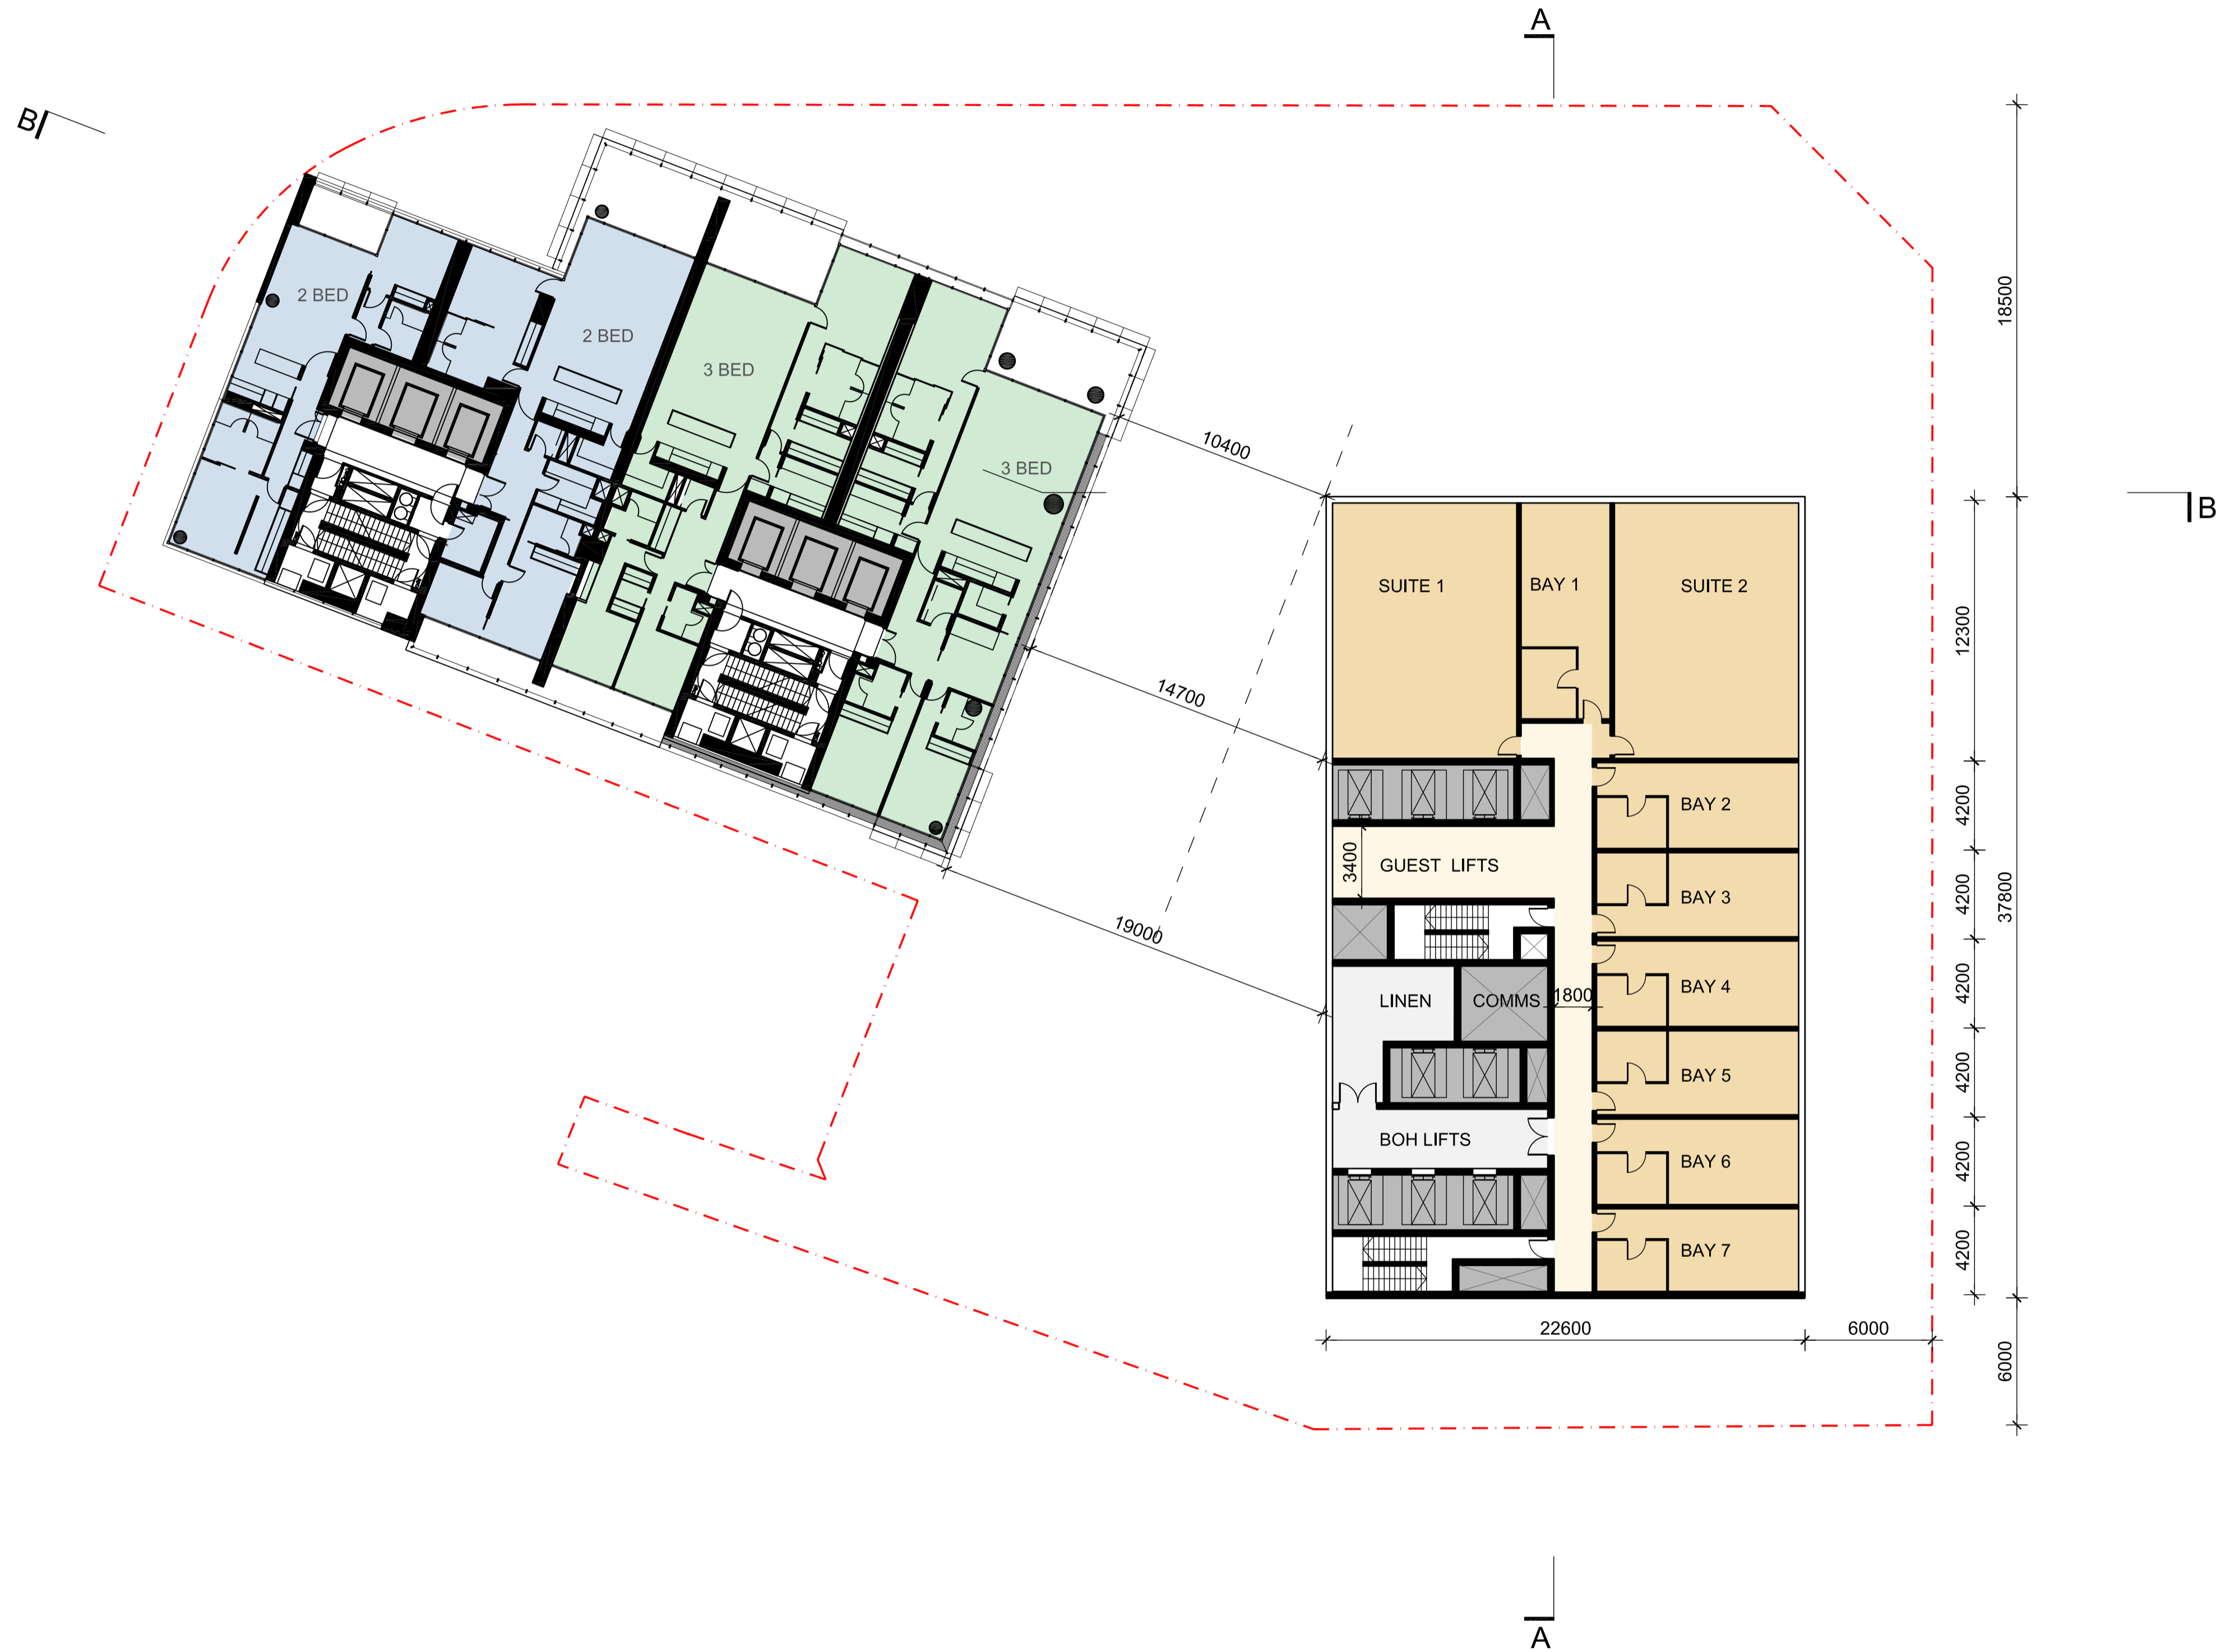 A
B
2 BED
2 BED
3 BED
3 BED
10400
14700
19000
18500
B
SUITE 1
BAY 1
SUITE 2
12300
BAY 2
4200
GUEST LIFTS
3400
BAY 3
4200
37800
LINEN
COMMS
1800
BAY 4
4200
BAY 5
4200
BOH LIFTS
BAY 6
4200
BAY 7
4200
22600
6000
6000
A